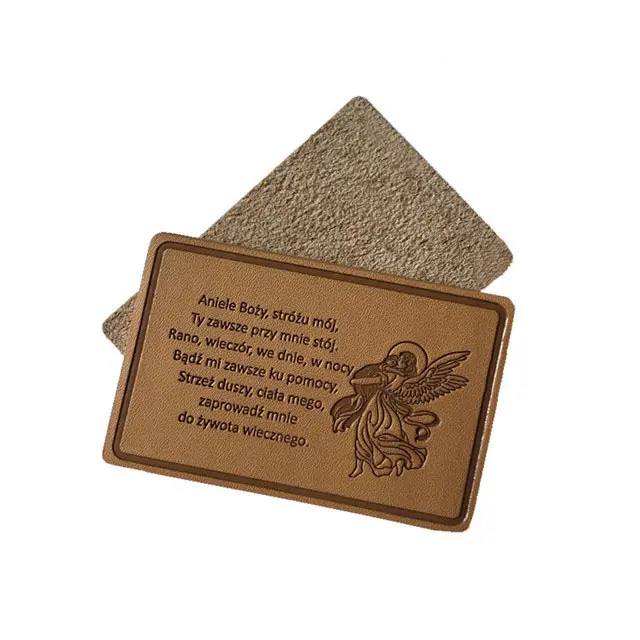 Aniele Boży, stróżu mój,
Ty zawsze przy mnie stój.
Rano, wieczór, we dnie, w nocy
Bądź mi zawsze ku pomocy,
Strzeż duszy, ciała mego,
zaprowadź mnie
do żywota wiecznego.